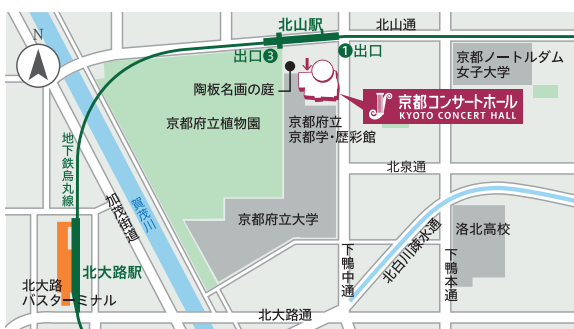 N
北山駅
北山通
出口❸
❶出口
京都ノートルダム
女子大学
陶板名画の庭
京都コンサートホール
KYOTO CONCERT HALL
京都府立植物園
京都府立
京都学・歴彩館
地下鉄烏丸線
北泉通
加茂街道
賀茂川
京都府立大学
洛北高校
北白川疎水通
下鴨中通
下鴨本通
北大路駅
北大路
バスターミナル
北大路通